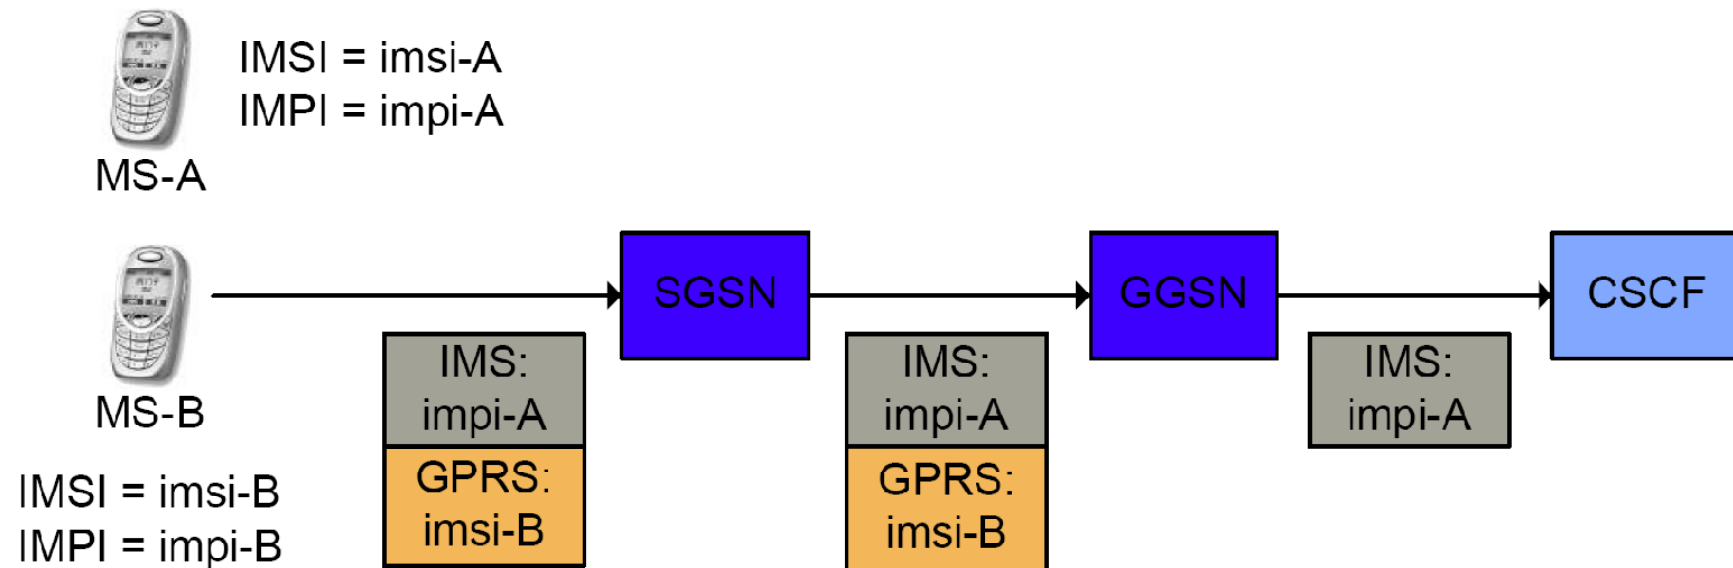 IMSI = imsi-A
IMPI = impi-A
MS-A
SGSN
GGSN
CSCF
MS-B
IMS:
impi-A
GPRS:
imsi-B
IMS:
impi-A
GPRS:
imsi-B
IMS:
impi-A
IMSI = imsi-B
IMPI = impi-B